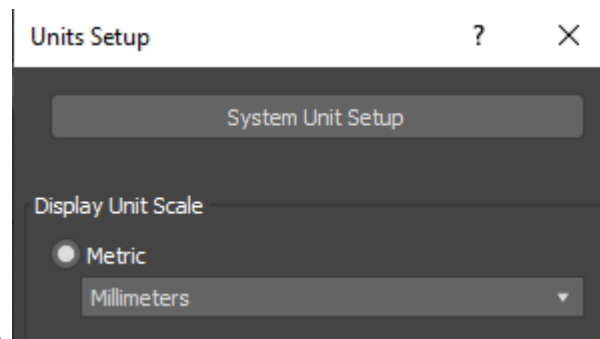 Units Setup ?
System Unit Setup
Display Unit Scale
Metric
Millimeters